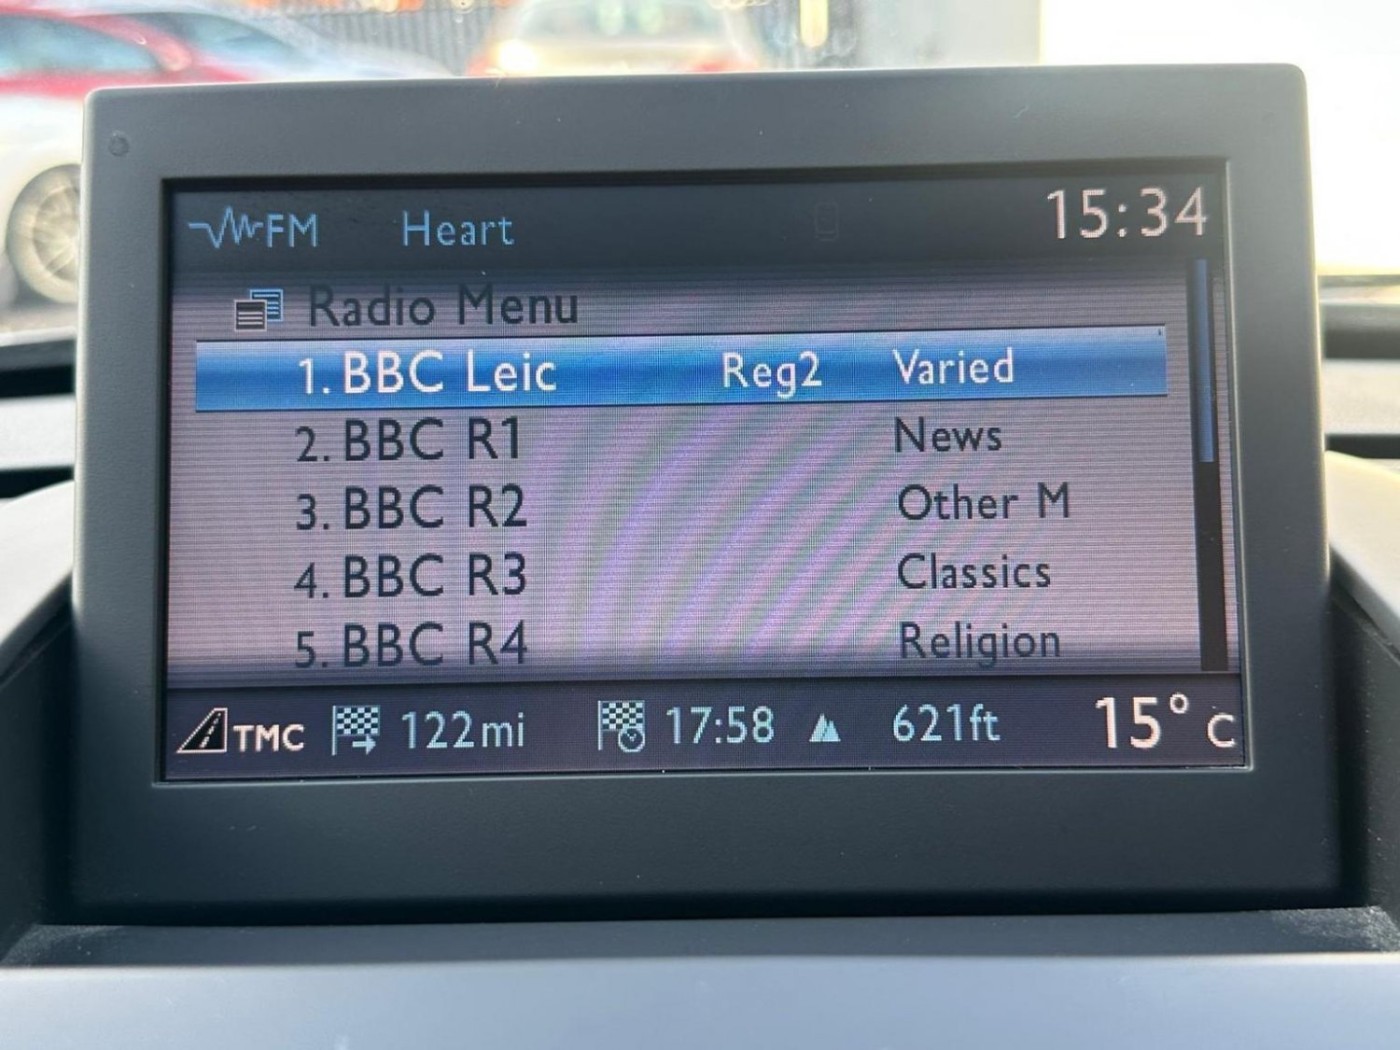 FM Heart 15:34
Radio Menu
1. BBC Leic Reg2 Varied
2. BBC R1 News
3. BBC R2 Other M
4. BBC R3 Classics
5. BBC R4 Religion
TMC 122mi 17:58 621ft 15° c